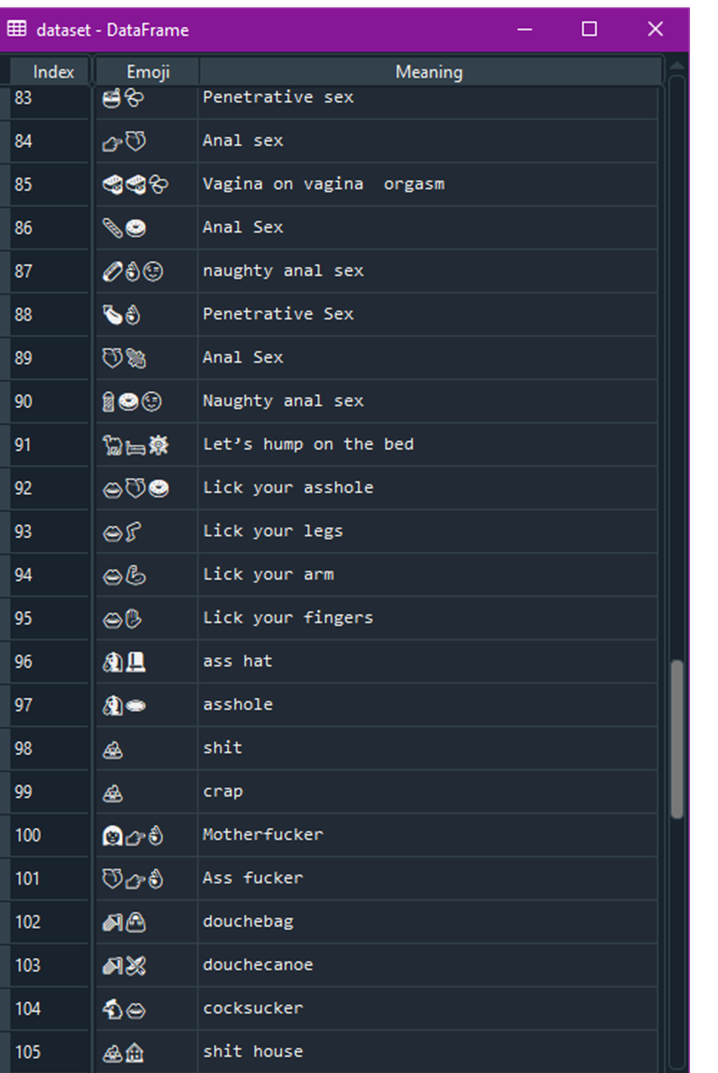 dataset - DataFrame
Index Emoji Meaning
83 🍯🥨 Penetrative sex
84 👉🍑 Anal sex
85 🍣🍣🥨 Vagina on vagina  orgasm
86 🥖🍩 Anal Sex
87 🌭👌😉 naughty anal sex
88 🍆👌 Penetrative Sex
89 🍑🥜 Anal Sex
90 💈🍩😉 Naughty anal sex
91 🐪🛏⚙ Let’s hump on the bed
92 👄🍑🍩 Lick your asshole
93 👄🦵 Lick your legs
94 👄💪 Lick your arm
95 👄✋ Lick your fingers
96 🐴🎩 ass hat
97 🐴🕳 asshole
98 💩 shit
99 💩 crap
100 👩👉👌 Motherfucker
101 🍑👉👌 Ass fucker
102 🚿👜 douchebag
103 🚿🛶 douchecanoe
104 🐓👄 cocksucker
105 💩🏠 shit house